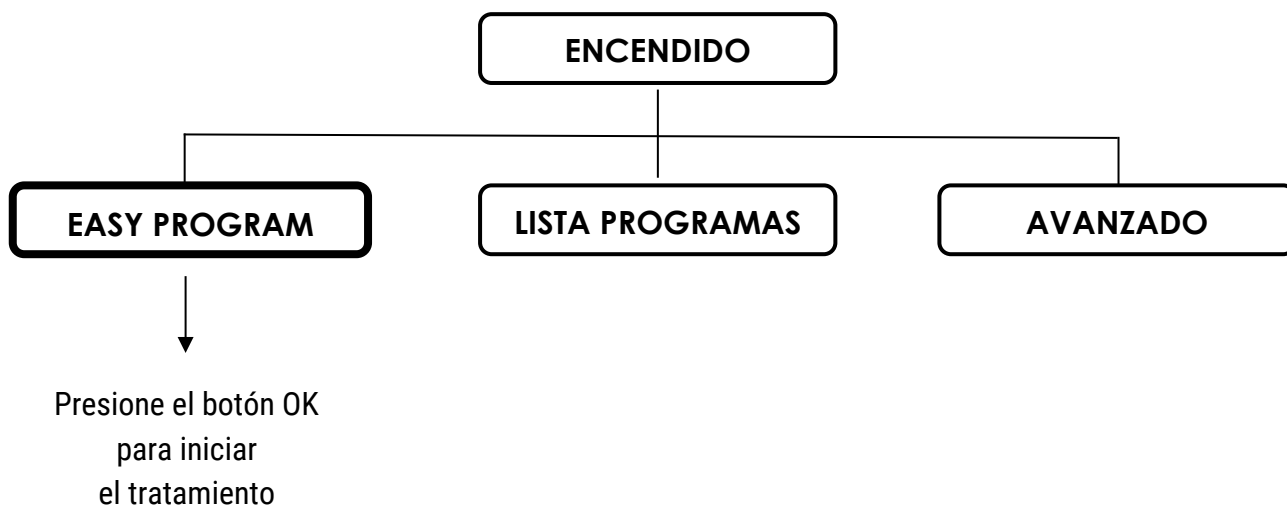 ENCENDIDO
EASY PROGRAM
LISTA PROGRAMAS
AVANZADO
Presione el botón OK
para iniciar
el tratamiento